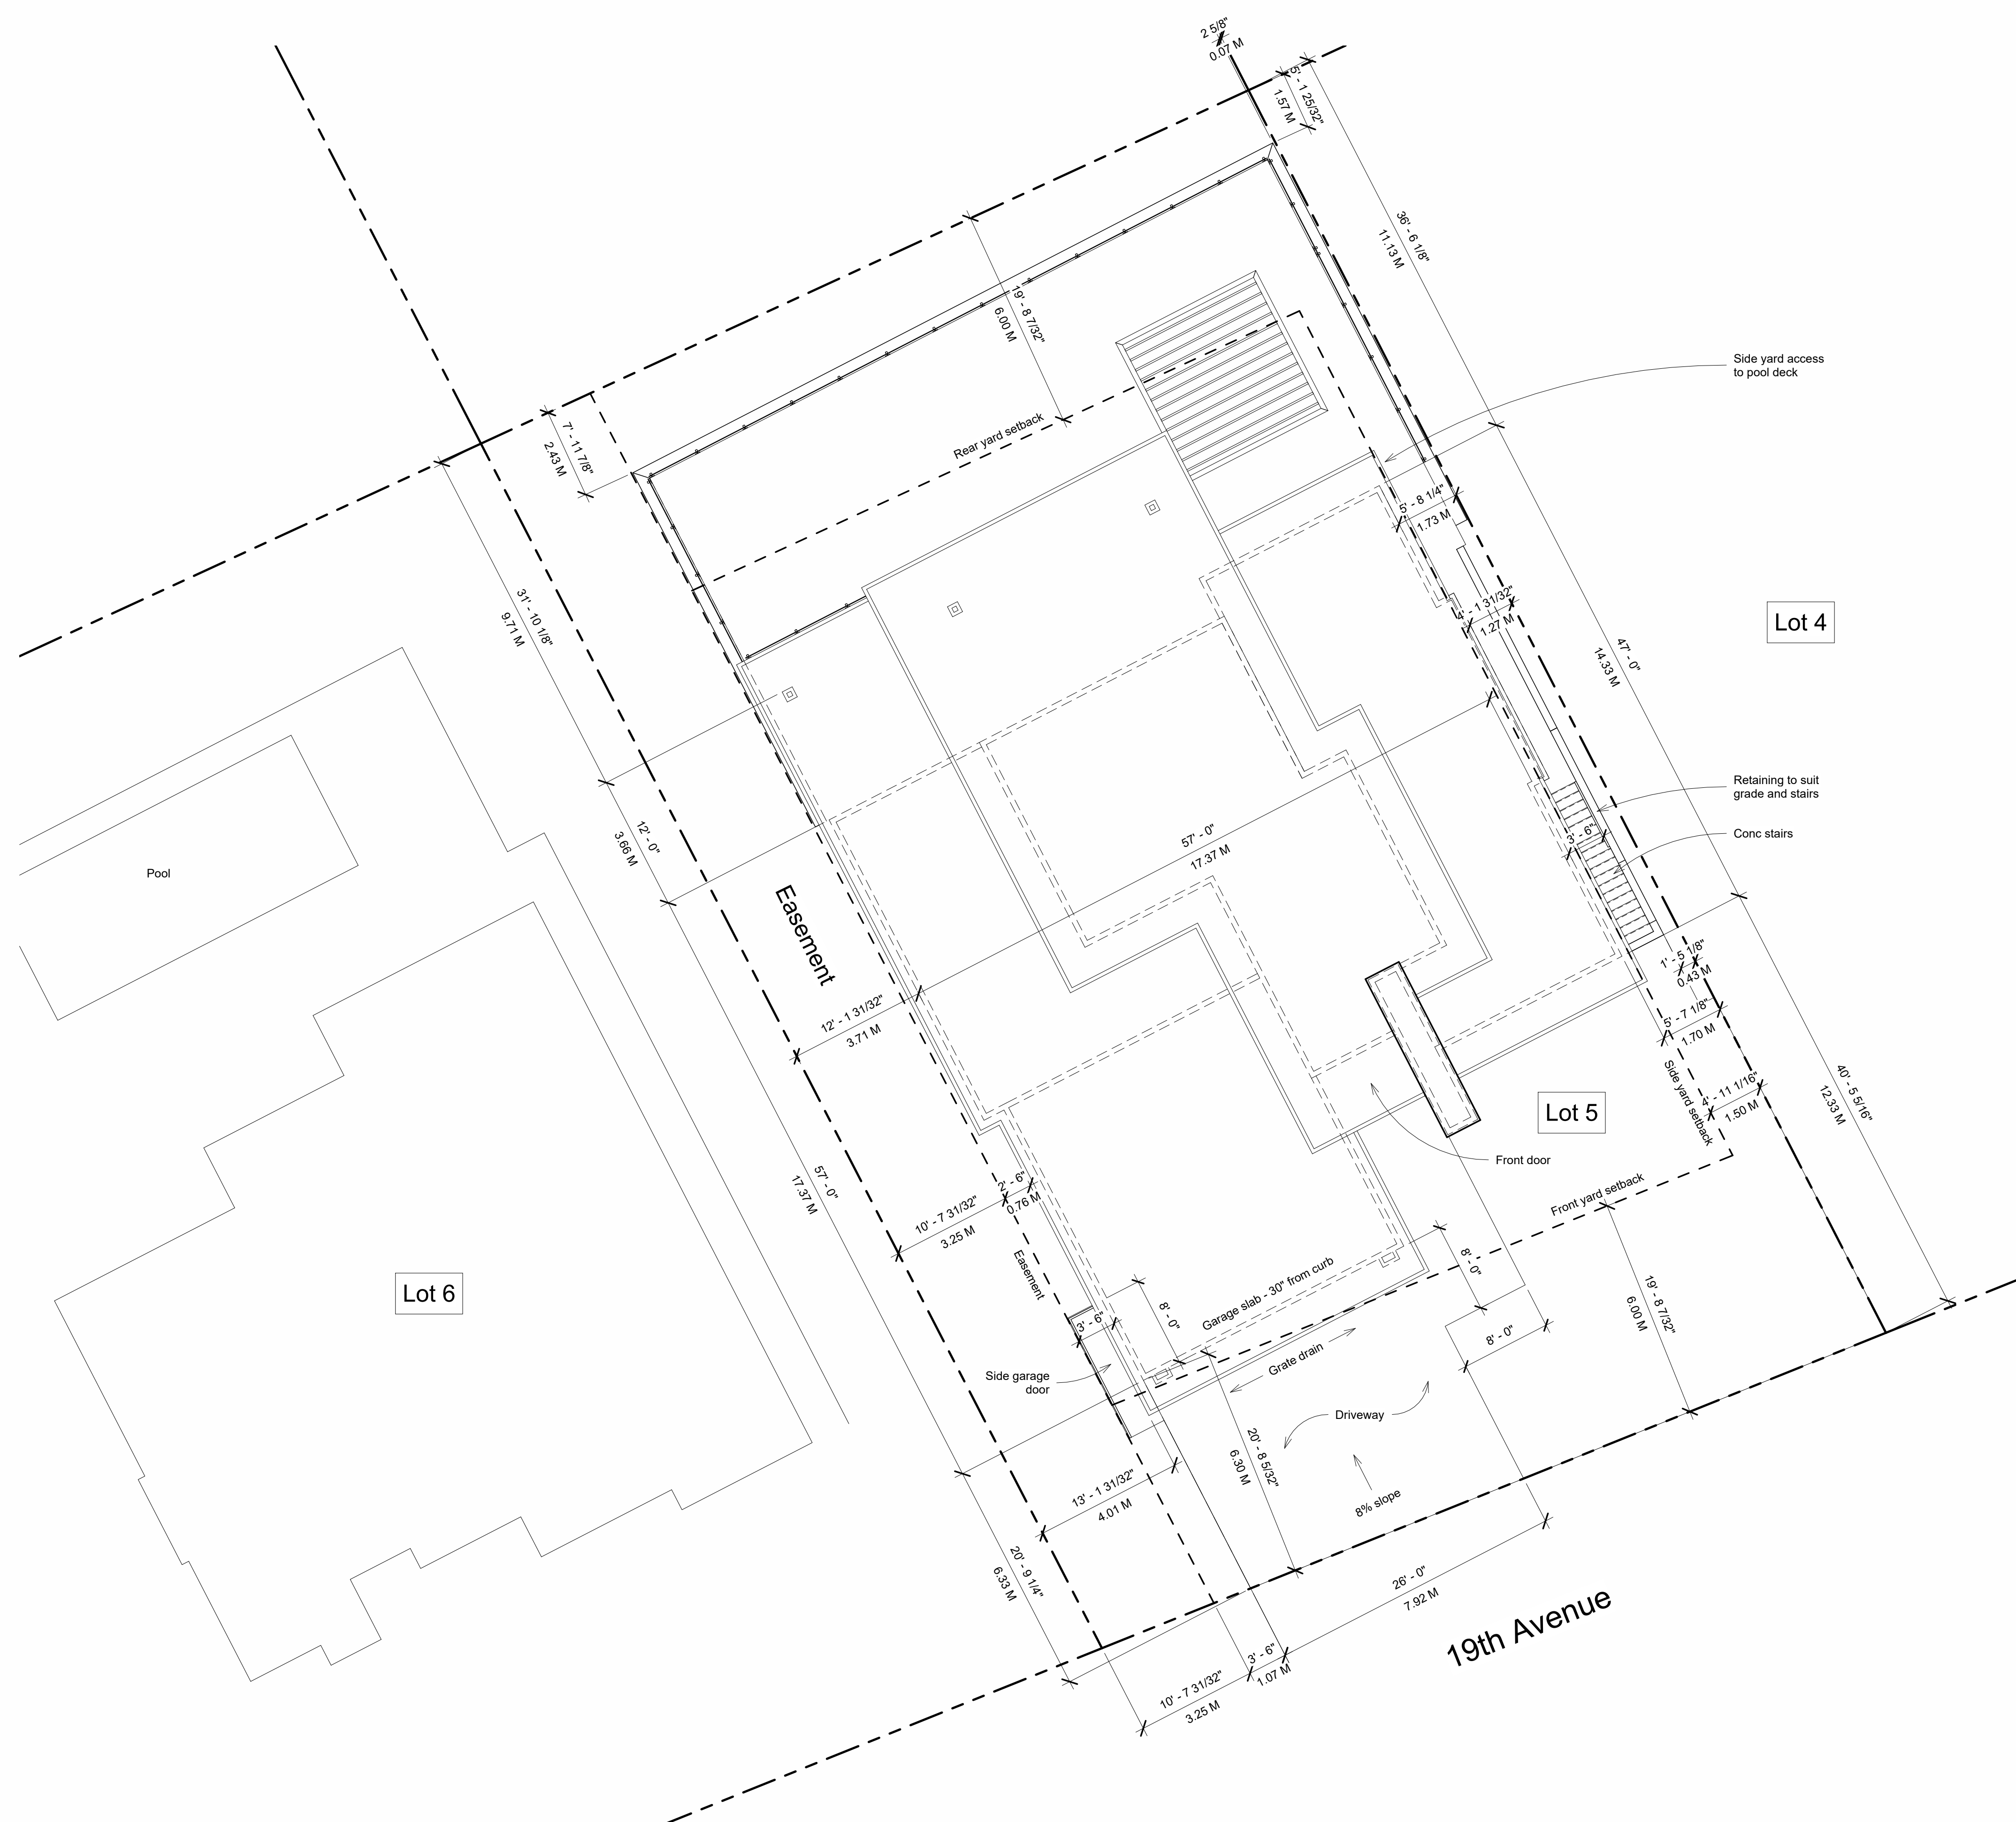 2 5/8"
0.07 M
5' - 1 25/32"
1.57 M
36' - 6 1/8"
11.13 M
19' - 8 7/32"
6.00 M
Side yard access
to pool deck
Rear yard setback
7' - 11 7/8"
2.43 M
5' - 8 1/4"
1.73 M
31' - 10 1/8"
9.71 M
4' - 1 31/32"
1.27 M
Lot 4
47' - 0"
14.33 M
Retaining to suit
grade and stairs
12' - 0"
3.66 M
57' - 0"
17.37 M
3' - 6"
Conc stairs
Pool
Easement
1' - 5 1/8"
0.43 M
12' - 1 31/32"
3.71 M
5' - 7 1/8"
1.70 M
Side yard setback
4' - 11 1/16"
1.50 M
40' - 5 5/16"
12.33 M
Lot 5
Front door
57' - 0"
17.37 M
2' - 6"
0.76 M
10' - 7 31/32"
3.25 M
Front yard setback
Easement
8' - 0"
Garage slab - 30" from curb
Lot 6
3' - 6"
8' - 0"
19' - 8 7/32"
6.00 M
8' - 0"
Grate drain
Side garage
door
Driveway
20' - 8 5/32"
6.30 M
13' - 1 31/32"
4.01 M
8% slope
20' - 9 1/4"
6.33 M
26' - 0"
7.92 M
19th Avenue
3' - 6"
1.07 M
10' - 7 31/32"
3.25 M